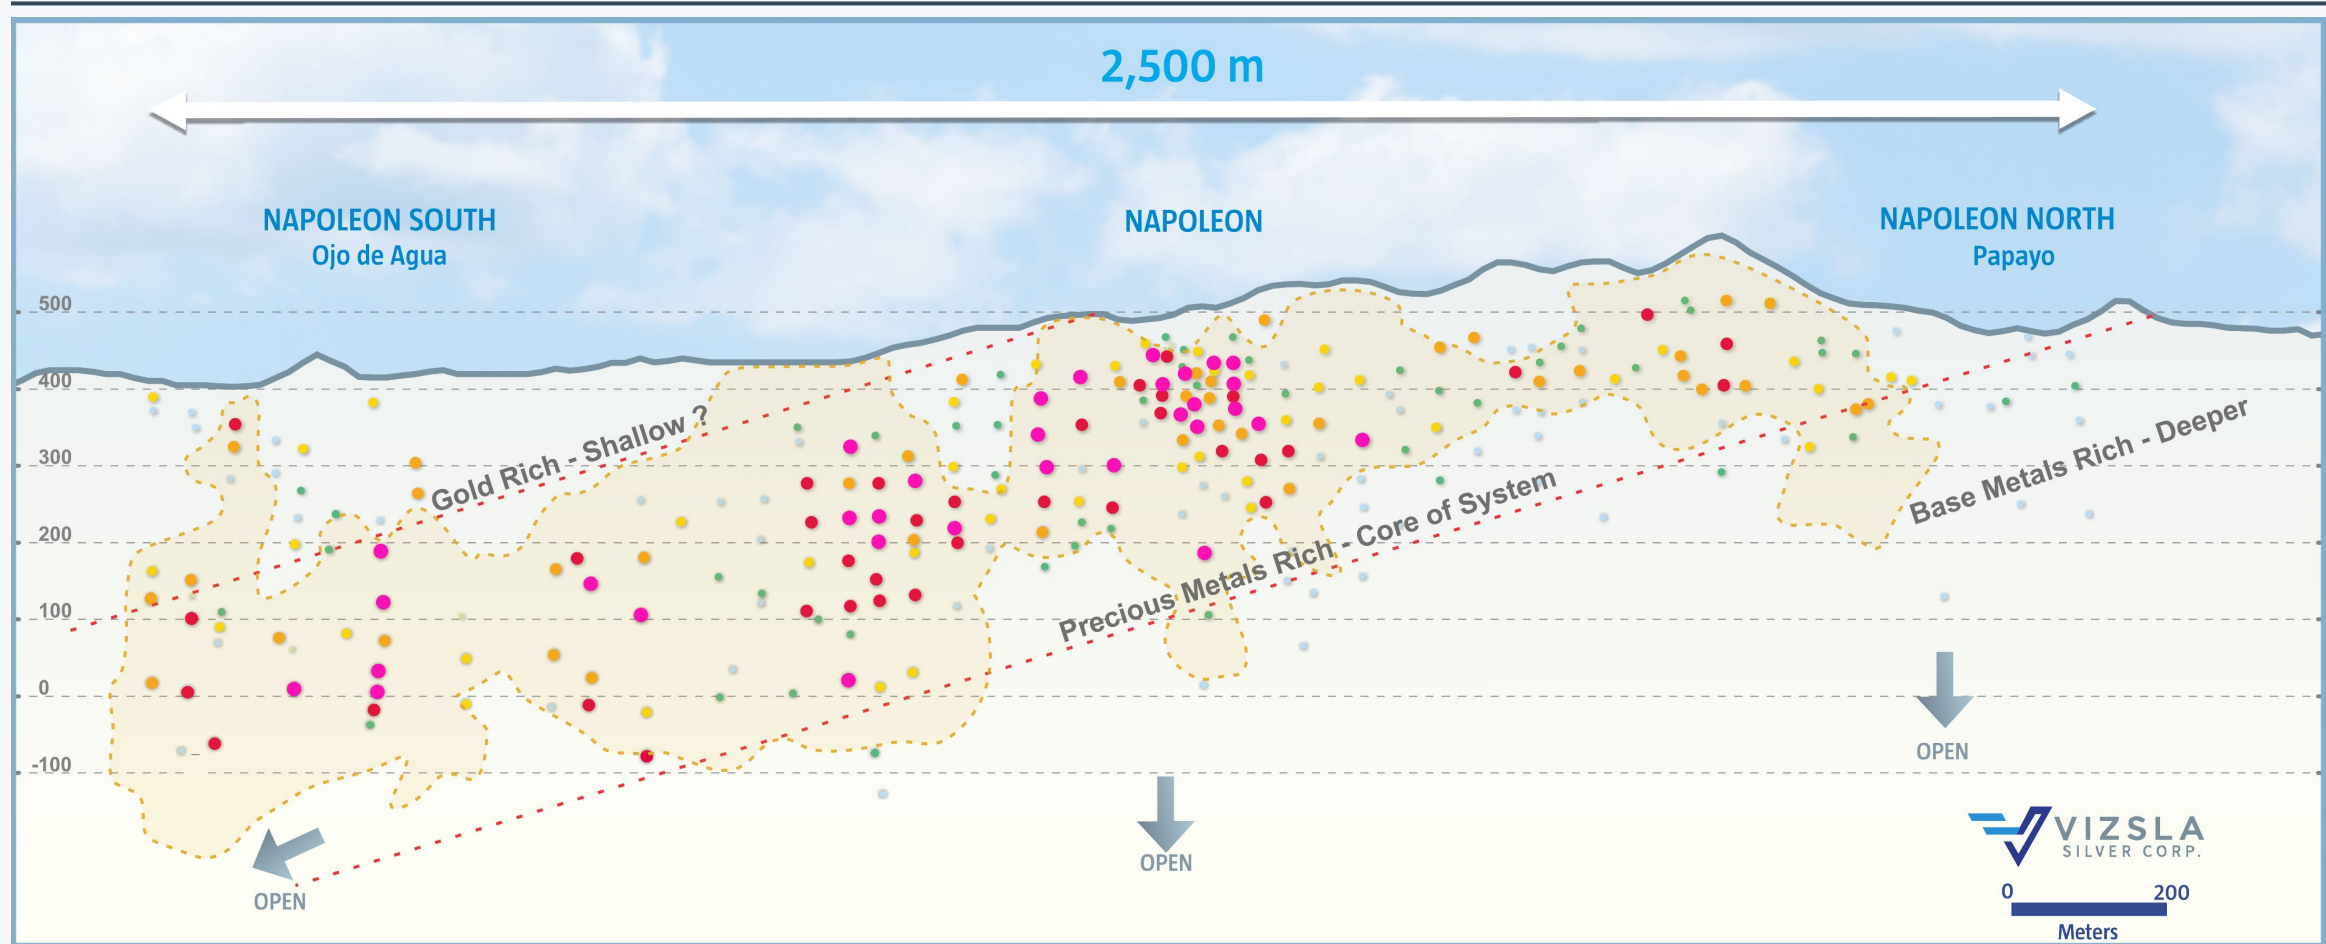 2,500 m
NAPOLEON SOUTH
Ojo de Agua
NAPOLEON
NAPOLEON NORTH
Papayo
500
400
300
200
100
0
-100
Gold Rich - Shallow ?
Precious Metals Rich - Core of System
Base Metals Rich - Deeper
OPEN
OPEN
OPEN
VIZSLA
SILVER CORP.
0 200
Meters